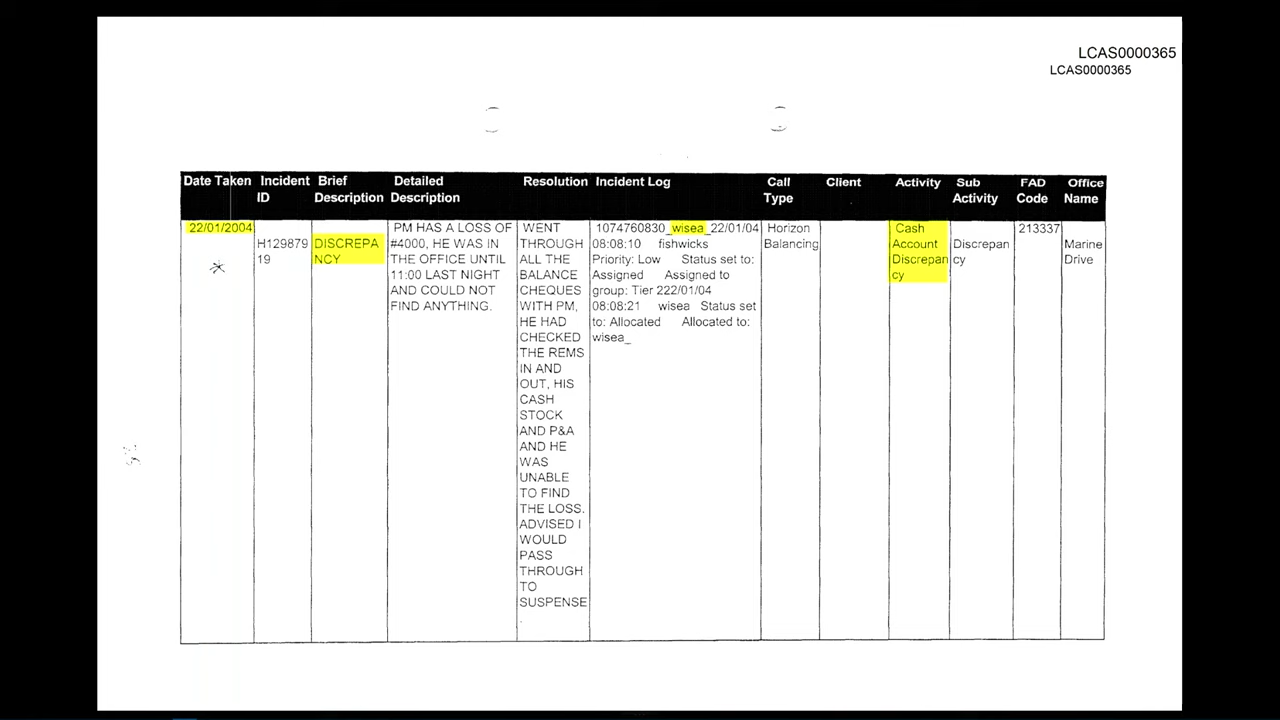 LCAS0000365
LCAS0000365
Date Taken
Incident
ID
Brief
Description
Detailed
Description
Resolution
Incident Log
Call
Type
Client
Activity
Sub
Activity
FAD
Code
Office
Name
22/01/2004
H129879
19
DISCREPA
NCY
PM HAS A LOSS OF
#4000, HE WAS IN
THE OFFICE UNTIL
11:00 LAST NIGHT
AND COULD NOT
FIND ANYTHING.
WENT
THROUGH
ALL THE
BALANCE
CHEQUES
WITH PM,
HE HAD
CHECKED
THE REMS
IN AND
OUT, HIS
CASH
STOCK
AND P&A
AND HE
WAS
UNABLE
TO FIND
THE LOSS.
ADVISED I
WOULD
PASS
THROUGH
TO
SUSPENSE
1074760830_wisea_22/01/04
08:08:10 fishwicks
Priority: Low Status set to:
Assigned Assigned to
group: Tier 222/01/04
08:08:21 wisea Status set
to: Allocated Allocated to:
wisea_
Horizon
Balancing
Cash
Account
Discrepan
cy
Discrepan
cy
213337
Marine
Drive